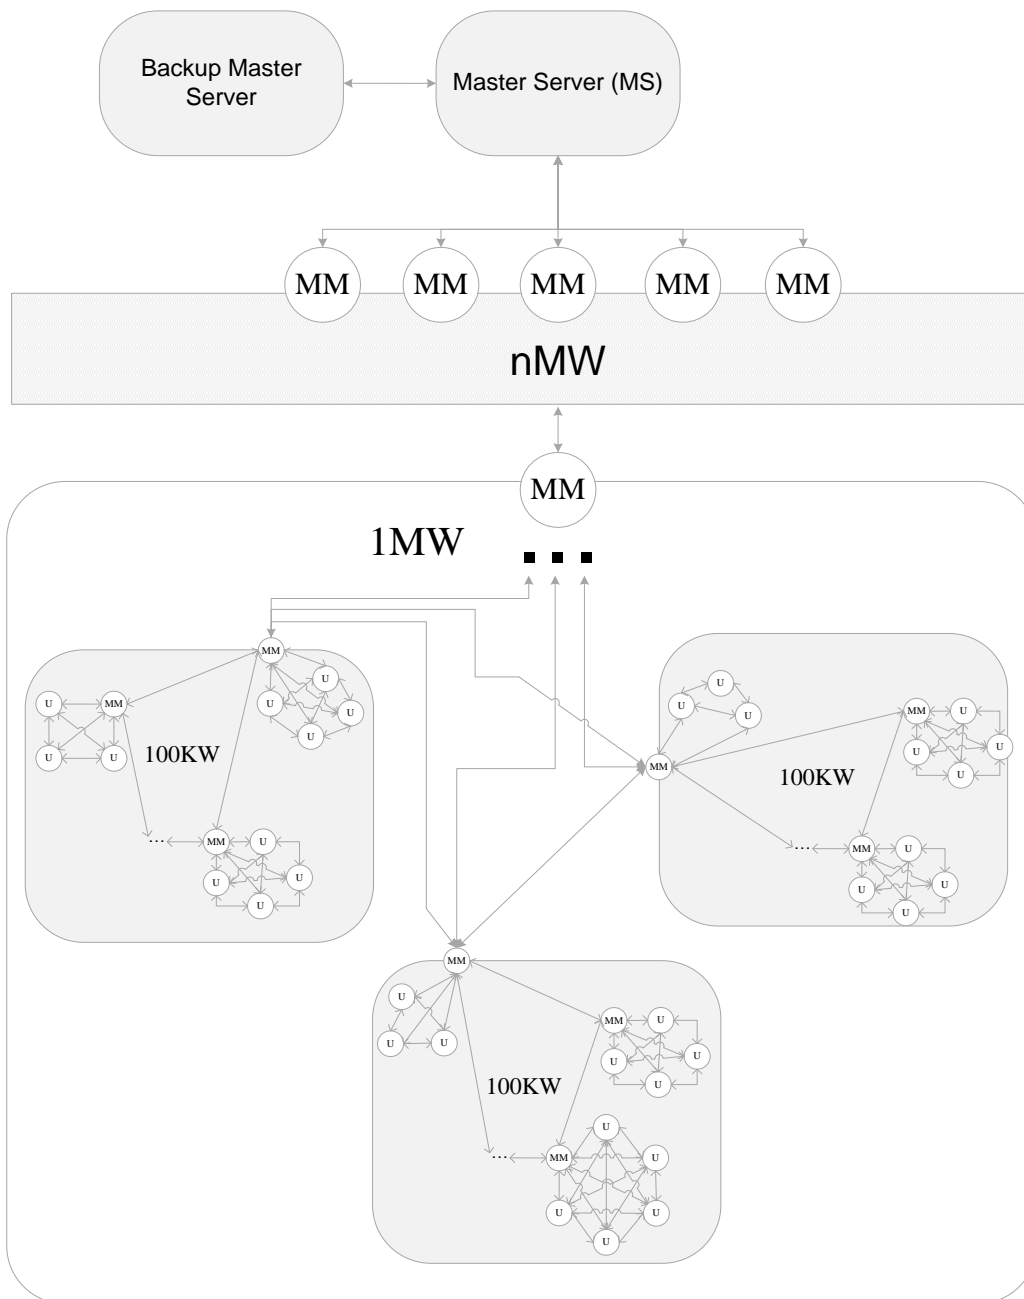 Backup Master
Server
Master Server (MS)
MM MM MM MM MM
nMW
MM
1MW
MM
U MM U U U
U U U
100KW
... MM U
U U
U
U
U U
MM
MM U
U U
U
100KW
... MM U
U U
U
MM
U
U U
MM U
U U
U
100KW
U
... MM U
U U
U